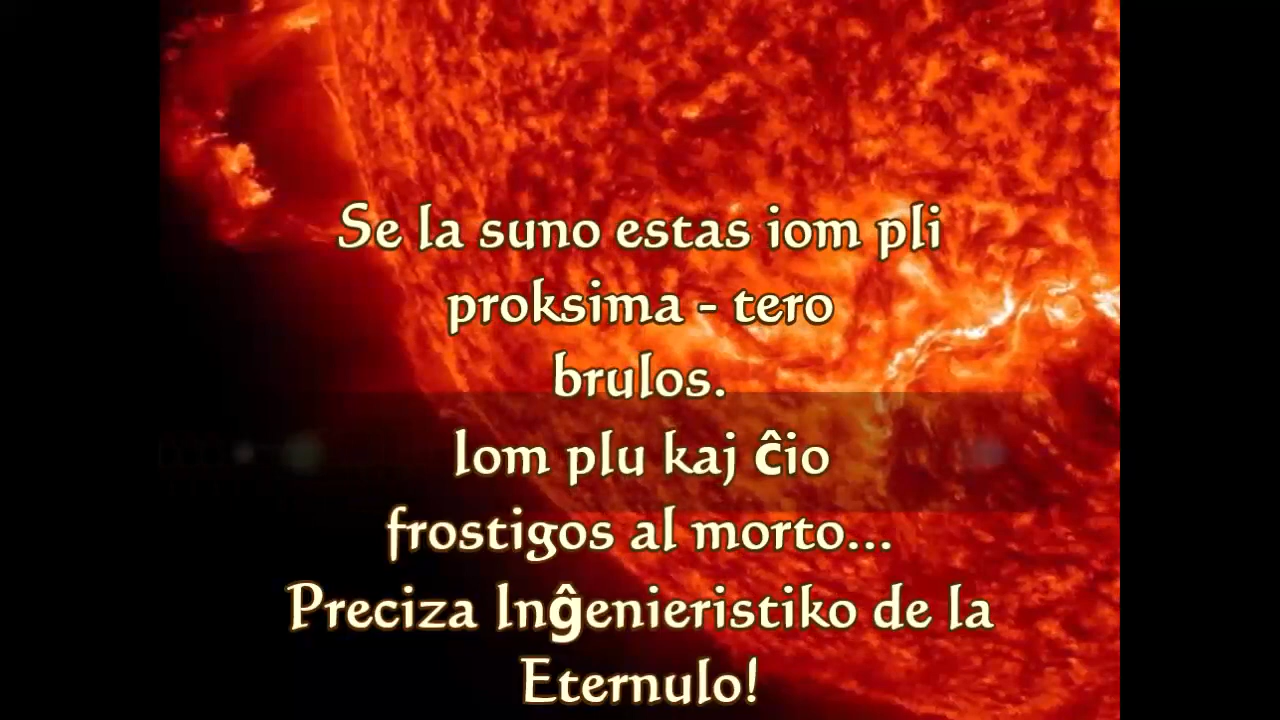 Se la suno estas iom pli
proksima - tero
brulos.
Iom plu kaj ĉio
frostigos al morto...
Preciza Inĝenieristiko de la
Eternulo!